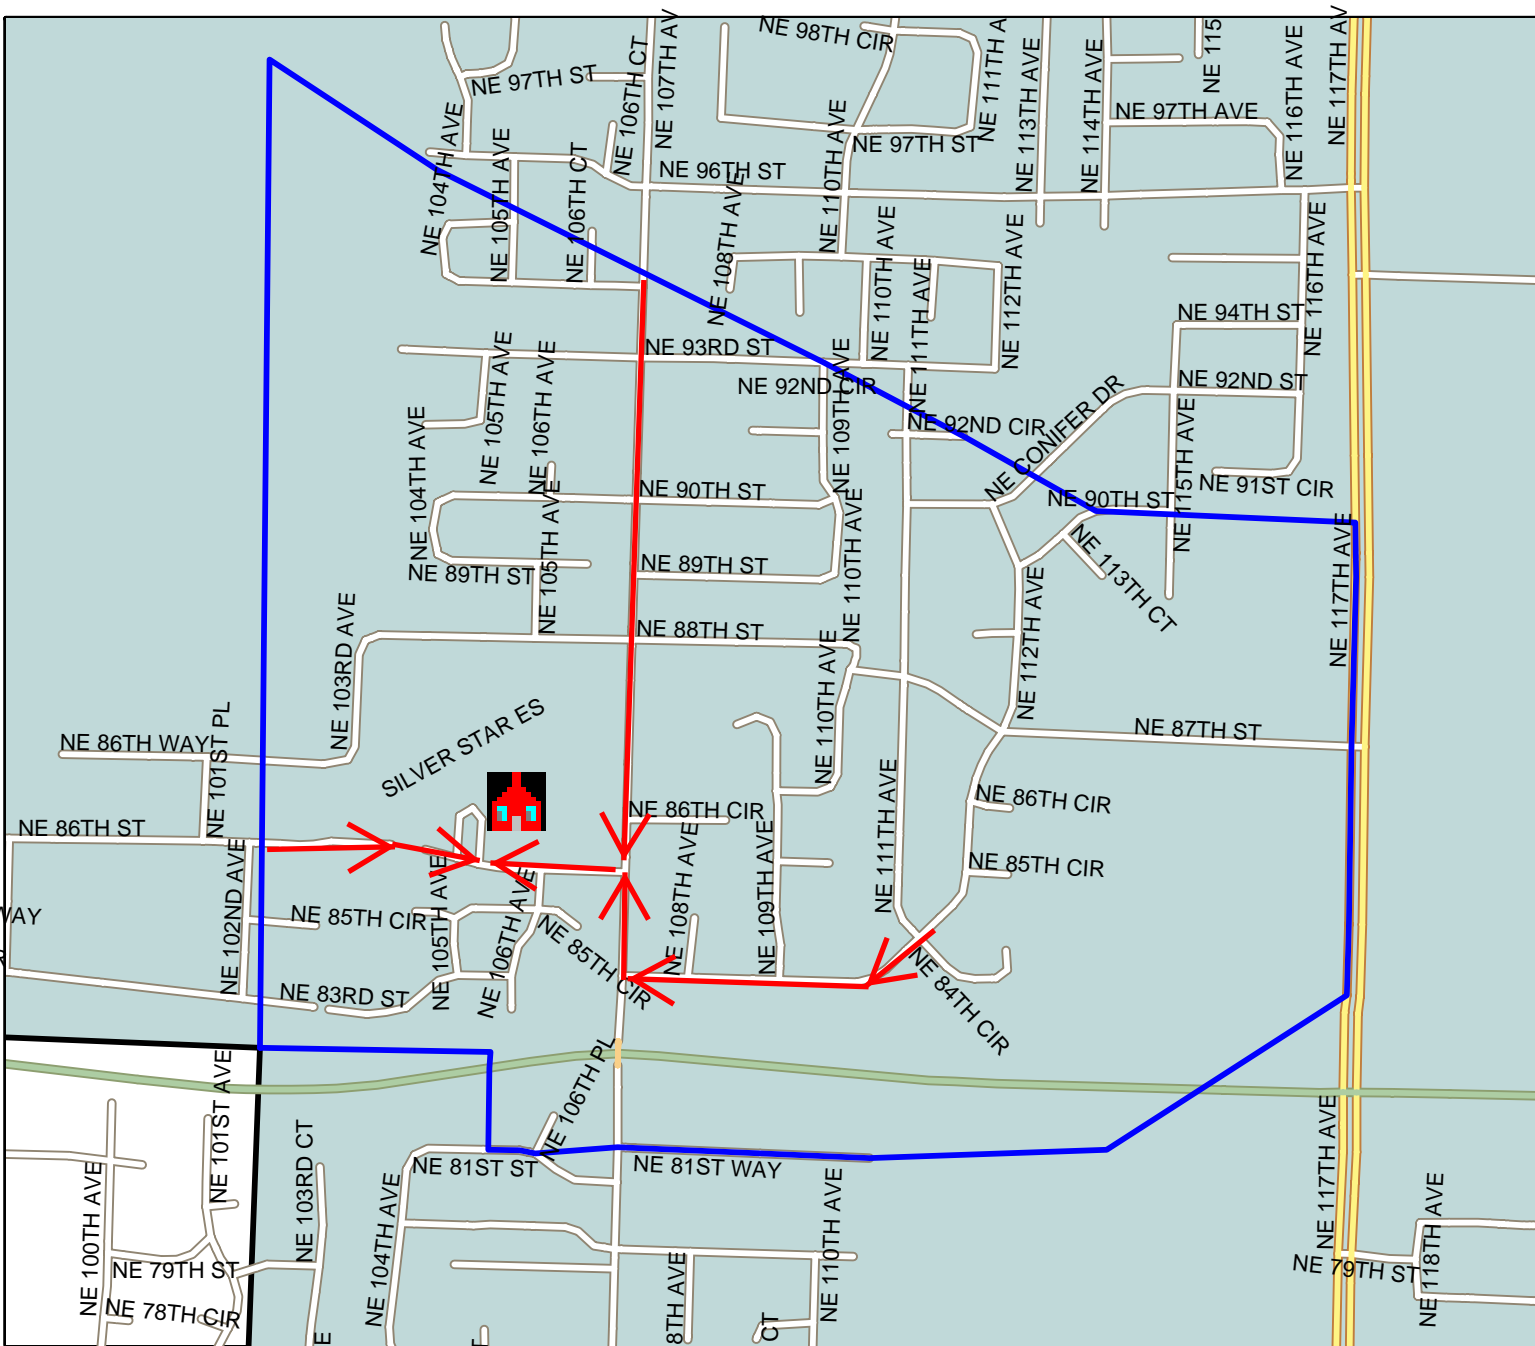 NE 98TH CIR
NE 107TH AV
NE 111TH A
NE 115
NE 116TH AVE
NE 117TH AV
NE 97TH ST
NE 106TH CT
NE 113TH AVE
NE 114TH AVE
NE 97TH AVE
NE 104TH AVE
NE 105TH AVE
NE 106TH CT
NE 96TH ST
NE 108TH AVE
NE 110TH AVE
NE 97TH ST
NE 110TH AVE
NE 111TH AVE
NE 112TH AVE
NE 116TH AVE
NE 94TH ST
NE 93RD ST
NE 92ND CIR
NE 109TH AVE
NE 92ND CIR
NE CONIFER DR
NE 92ND ST
NE 105TH AVE
NE 106TH AVE
NE 104TH AVE
NE 90TH ST
NE 90TH ST
NE 115TH AVE
NE 91ST CIR
NE 89TH ST
NE 105TH AVE
NE 89TH ST
NE 110TH AVE
NE 113TH CT
NE 117TH AVE
NE 103RD AVE
NE 88TH ST
NE 110TH AVE
NE 112TH AVE
NE 86TH WAY
NE 101ST PL
SILVER STAR ES
NE 87TH ST
NE 86TH ST
NE 86TH CIR
NE 111TH AVE
NE 86TH CIR
NE 102ND AVE
NE 105TH AVE
NE 106TH AVE
NE 108TH AVE
NE 109TH AVE
NE 85TH CIR
WAY
NE 85TH CIR
NE 85TH CIR
NE 84TH CIR
NE 83RD ST
NE 106TH PL
NE 101ST AVE
NE 103RD CT
NE 100TH AVE
NE 81ST ST
NE 81ST WAY
NE 104TH AVE
NE 110TH AVE
NE 117TH AVE
NE 118TH AVE
NE 79TH ST
NE 79TH ST
NE 78TH CIR
8TH AVE
CT
E